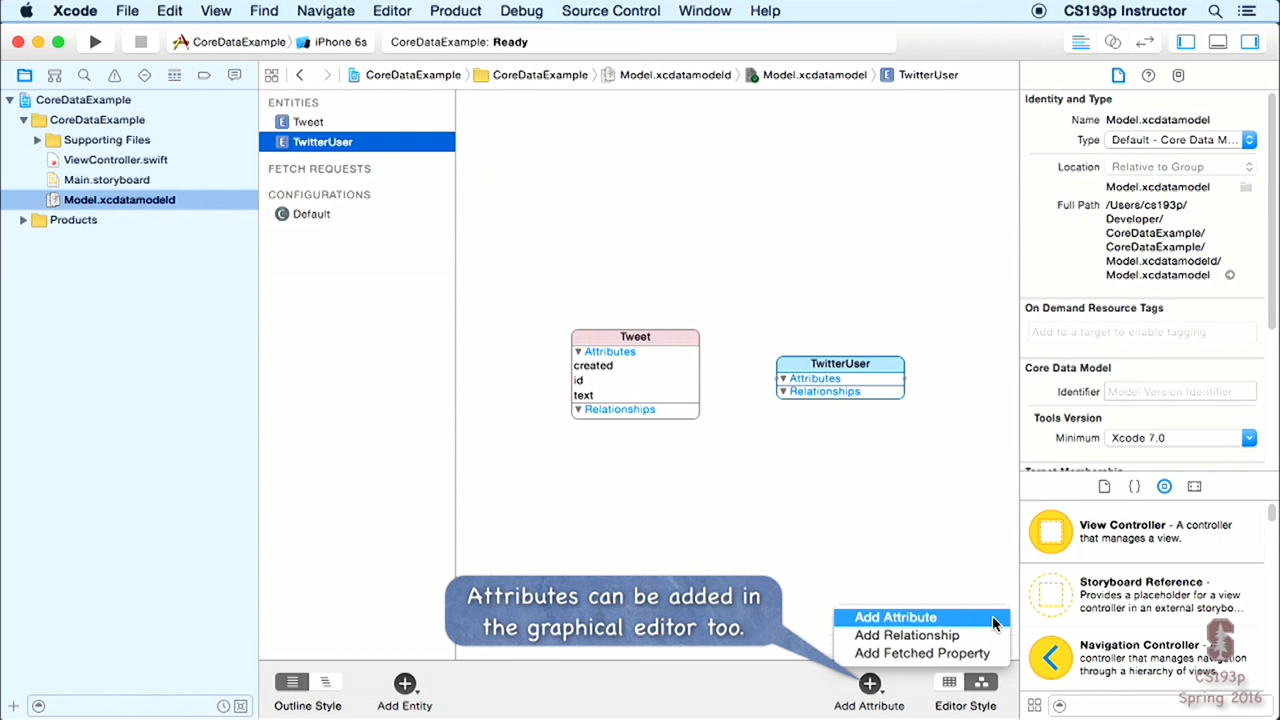 Xcode File Edit View Find Navigate Editor Product Debug Source Control Window Help CS193p Instructor
CoreDataExample iPhone 6s CoreDataExample: Ready
CoreDataExample CoreDataExample Model.xcdatamodeld Model.xcdatamodel E TwitterUser
CoreDataExample
CoreDataExample
Supporting Files
ViewController.swift
Main.storyboard
Model.xcdatamodeld
Products
ENTITIES
E Tweet
E TwitterUser
FETCH REQUESTS
CONFIGURATIONS
C Default
Tweet
Attributes
created
id
text
Relationships
TwitterUser
Attributes
Relationships
Attributes can be added in
the graphical editor too.
Add Attribute
Add Relationship
Add Fetched Property
Outline Style Add Entity Add Attribute Editor Style
Identity and Type
Name Model.xcdatamodel
Type Default - Core Data M...
Location Relative to Group
Model.xcdatamodel
Full Path /Users/cs193p/
Developer/
CoreDataExample/
CoreDataExample/
Model.xcdatamodeld/
Model.xcdatamodel
On Demand Resource Tags
Add to a target to enable tagging
Core Data Model
Identifier Model Version Identifier
Tools Version
Minimum Xcode 7.0
Target Membership
View Controller - A controller
that manages a view.
Storyboard Reference -
Provides a placeholder for a view
controller in an external storybo...
Navigation Controller -
controller that manages navigation
through a hierarchy of views.
CS193p
Spring 2016